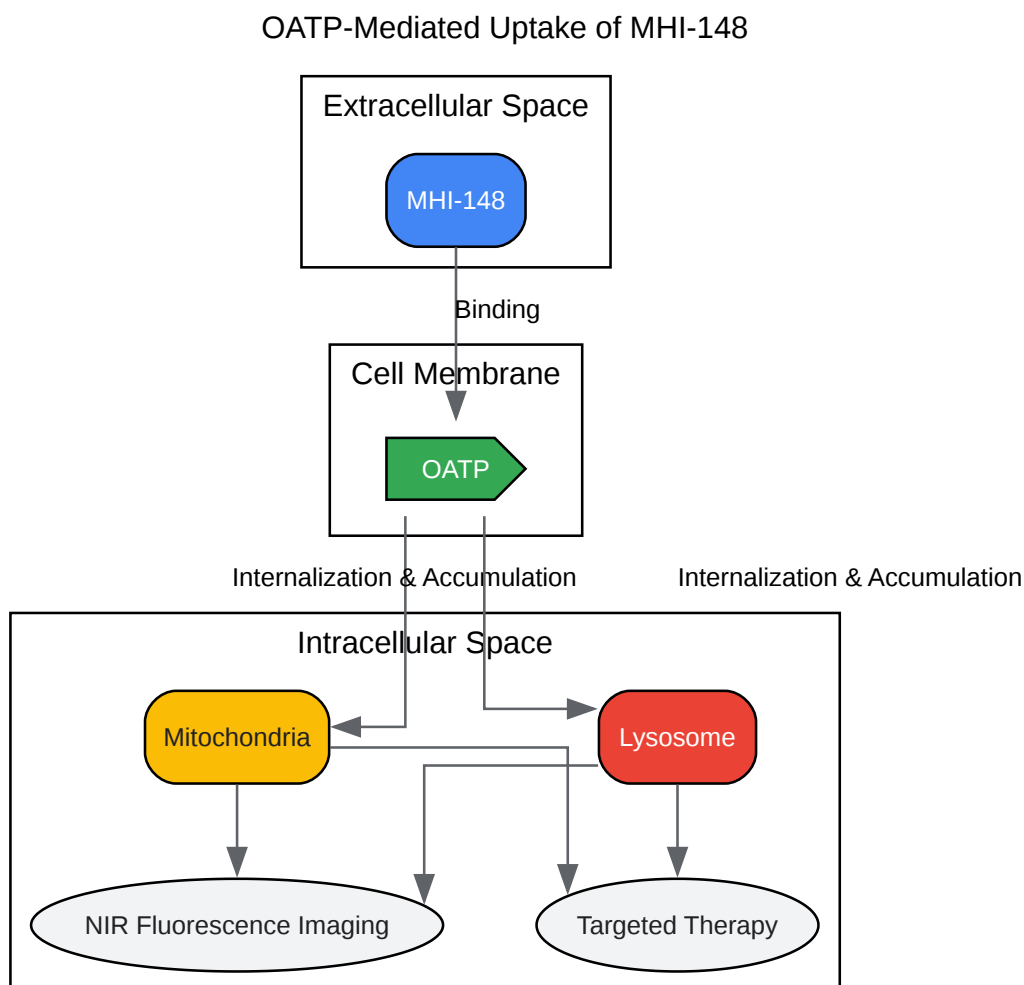 OATP-Mediated Uptake of MHI-148
Extracellular Space
MHI-148
Binding
Cell Membrane
OATP
Internalization & Accumulation
Internalization & Accumulation
Intracellular Space
Mitochondria
Lysosome
NIR Fluorescence Imaging
Targeted Therapy